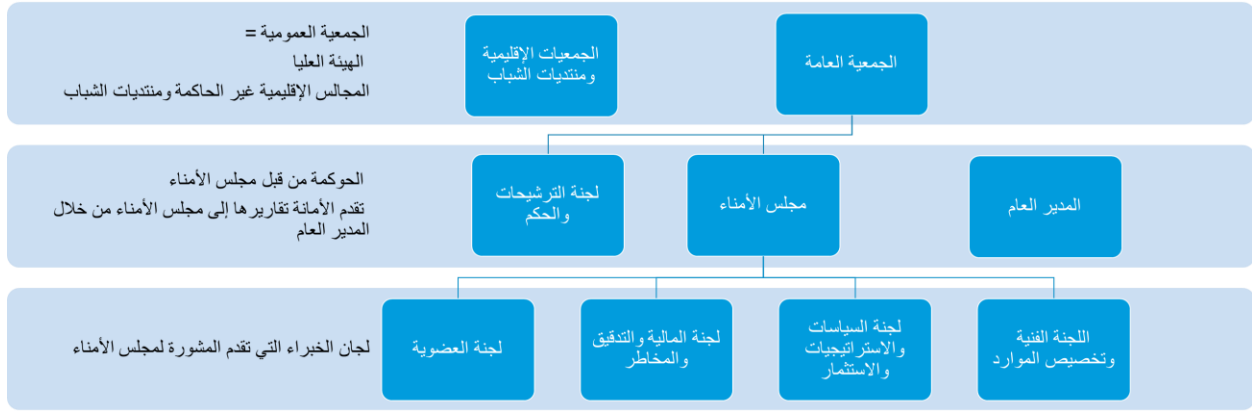 الجمعية العامة
الجمعيات الإقليمية
ومنتديات الشباب
الجمعية العمومية =
الهيئة العليا
المجالس الإقليمية غير الحاكمة ومنتديات الشباب
المدير العام
مجلس الأمناء
لجنة الترشيحات
والحكم
الحوكمة من قبل مجلس الأمناء
تقدم الأمانة تقاريرها إلى مجلس الأمناء من خلال
المدير العام
اللجنة الفنية
وتخصيص الموارد
لجنة السياسات
والاستراتيجيات
والاستثمار
لجنة المالية والتدقيق
والمخاطر
لجنة العضوية
لجان الخبراء التي تقدم المشورة لمجلس الأمناء